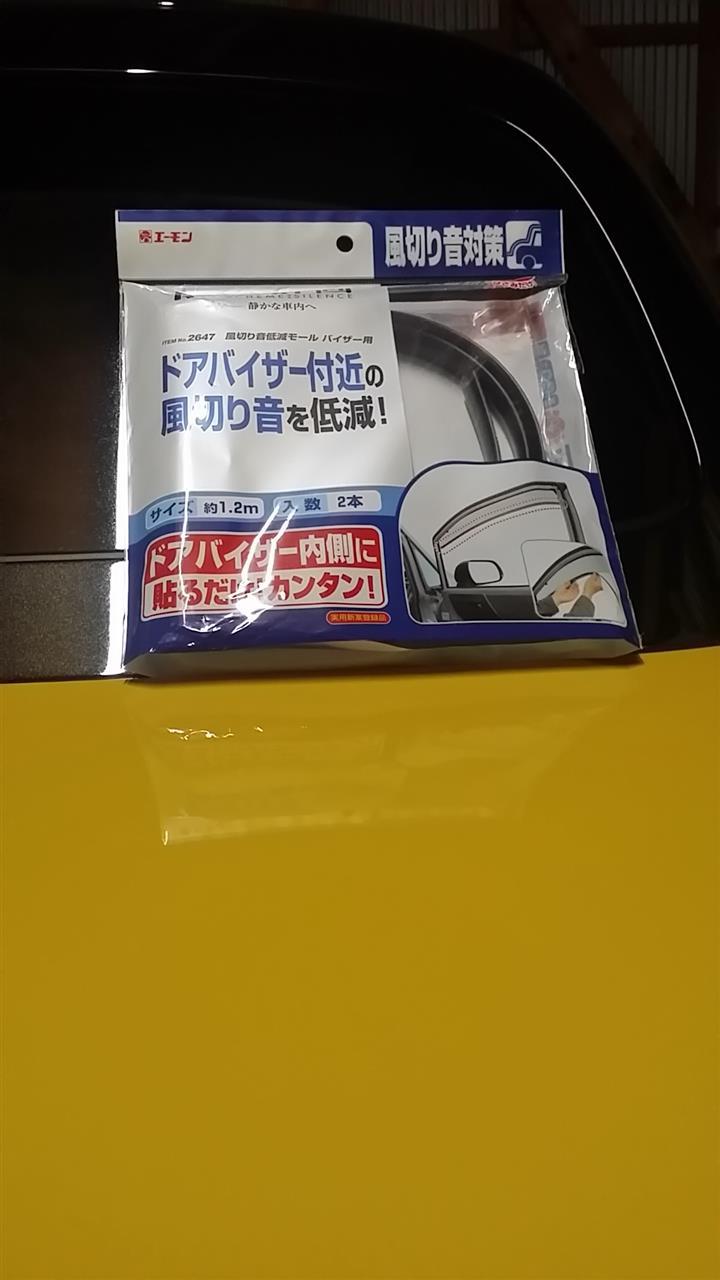 エーモン
風切り音対策
静かな車内へ
ITEM No.2647 風切り音低減モール バイザー用
ドアバイザー付近の
風切り音を低減!
サイズ 約1.2m 入数 2本
ドアバイザー内側に
貼るだけ!カンタン!
実用新案登録品